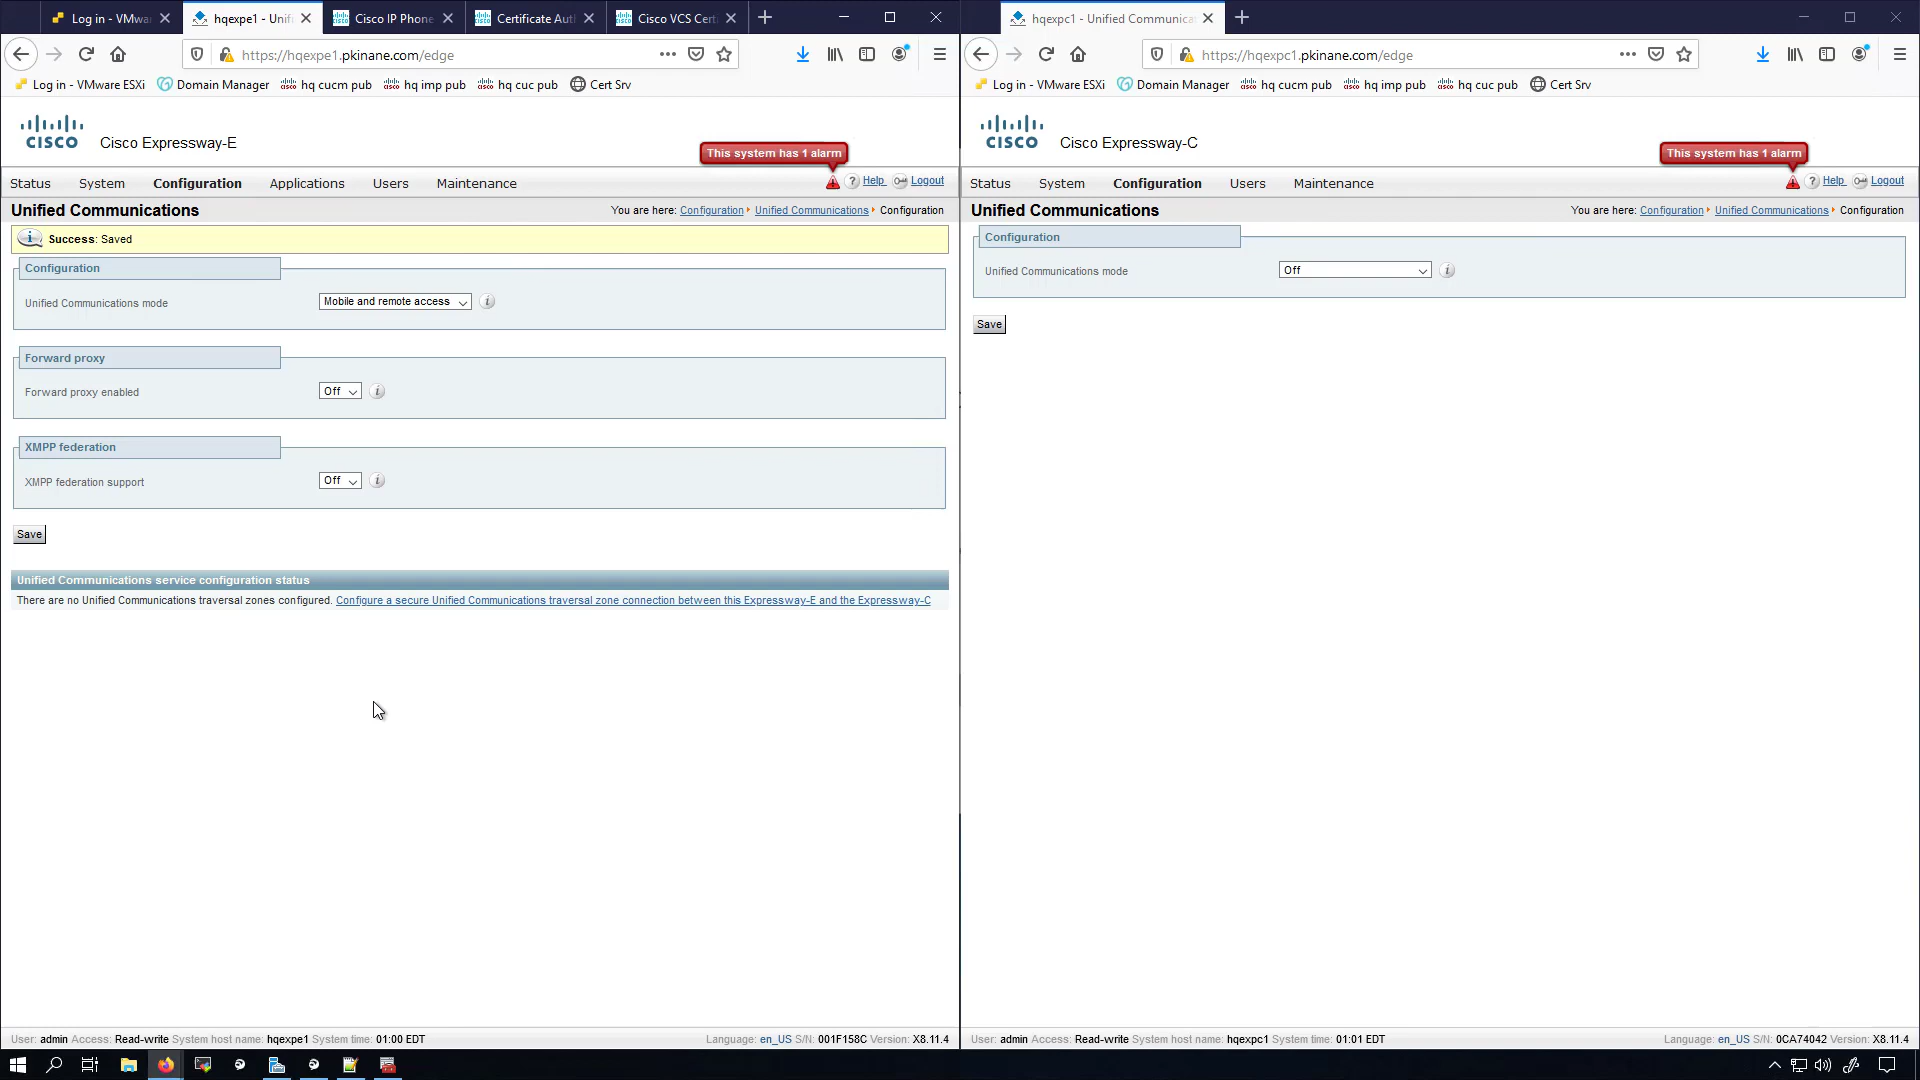 Log in - VMwa
hqexpe1 - Unifi
Cisco IP Phone
Certificate Aut
Cisco VCS Cert
https://hqexpe1.pkinane.com/edge
Log in - VMware ESXi
Domain Manager
hq cucm pub
hq imp pub
hq cuc pub
Cert Srv
CISCO
Cisco Expressway-E
This system has 1 alarm
Status
System
Configuration
Applications
Users
Maintenance
Help
Logout
Unified Communications
You are here: Configuration Unified Communications Configuration
Success: Saved
Configuration
Unified Communications mode
Mobile and remote access
Forward proxy
Forward proxy enabled
Off
XMPP federation
XMPP federation support
Off
Save
Unified Communications service configuration status
There are no Unified Communications traversal zones configured. Configure a secure Unified Communications traversal zone connection between this Expressway-E and the Expressway-C
User: admin Access: Read-write System host name: hqexpe1 System time: 01:00 EDT
Language: en_US S/N: 001F158C Version: X8.11.4
hqexpc1 - Unified Communica
https://hqexpc1.pkinane.com/edge
Log in - VMware ESXi
Domain Manager
hq cucm pub
hq imp pub
hq cuc pub
Cert Srv
CISCO
Cisco Expressway-C
This system has 1 alarm
Status
System
Configuration
Users
Maintenance
Help
Logout
Unified Communications
You are here: Configuration Unified Communications Configuration
Configuration
Unified Communications mode
Off
Save
User: admin Access: Read-write System host name: hqexpc1 System time: 01:01 EDT
Language: en_US S/N: 0CA74042 Version: X8.11.4